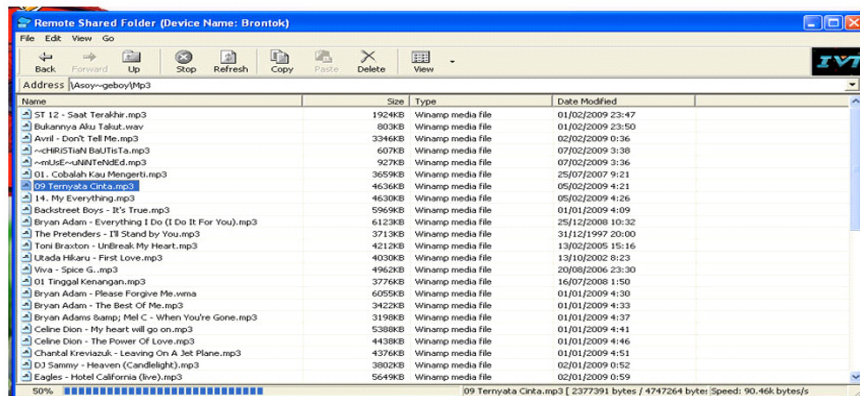 Remote Shared Folder (Device Name: Brontok)
File Edit View Go
Back Forward Up Stop Refresh Copy Paste Delete View
IVT
Address \Asoy~~geboy\Mp3
Name Size Type Date Modified
ST 12 - Saat Terakhir.mp3 1924KB Winamp media file 01/02/2009 23:47
Bukannya Aku Takut.wav 803KB Winamp media file 01/02/2009 23:50
Avril - Don't Tell Me.mp3 3346KB Winamp media file 02/02/2009 0:36
~cHiRiSTiaN BaUTisTa.mp3 607KB Winamp media file 07/02/2009 3:38
~mUsE~uNiNTeNdEd.mp3 927KB Winamp media file 07/02/2009 3:36
01. Cobalah Kau Mengerti.mp3 3659KB Winamp media file 25/07/2007 9:21
09 Ternyata Cinta.mp3 4636KB Winamp media file 05/02/2009 4:21
14. My Everything.mp3 4630KB Winamp media file 05/02/2009 4:26
Backstreet Boys - It's True.mp3 5969KB Winamp media file 01/01/2009 4:09
Bryan Adam - Everything I Do (I Do It For You).mp3 6123KB Winamp media file 25/12/2008 10:32
The Pretenders - I'll Stand by You.mp3 3713KB Winamp media file 31/12/1997 20:00
Toni Braxton - UnBreak My Heart.mp3 4212KB Winamp media file 13/02/2005 15:16
Utada Hikaru - First Love.mp3 4030KB Winamp media file 13/10/2002 8:23
Viva - Spice G..mp3 4962KB Winamp media file 20/08/2006 23:30
01 Tinggal Kenangan.mp3 3776KB Winamp media file 16/07/2008 1:50
Bryan Adam - Please Forgive Me.wma 6055KB Winamp media file 01/01/2009 4:30
Bryan Adam - The Best Of Me.mp3 3422KB Winamp media file 01/01/2009 4:33
Bryan Adams &amp; Mel C - When You're Gone.mp3 3198KB Winamp media file 01/01/2009 4:37
Celine Dion - My heart will go on.mp3 5388KB Winamp media file 01/01/2009 4:41
Celine Dion - The Power Of Love.mp3 4438KB Winamp media file 01/01/2009 4:46
Chantal Kreviazuk - Leaving On A Jet Plane.mp3 4376KB Winamp media file 01/01/2009 4:51
DJ Sammy - Heaven (Candlelight).mp3 3802KB Winamp media file 02/01/2009 0:52
Eagles - Hotel California (live).mp3 5649KB Winamp media file 02/01/2009 0:59
50% 09 Ternyata Cinta.mp3 [ 2377391 bytes / 4747264 bytes Speed: 90.46k bytes/s